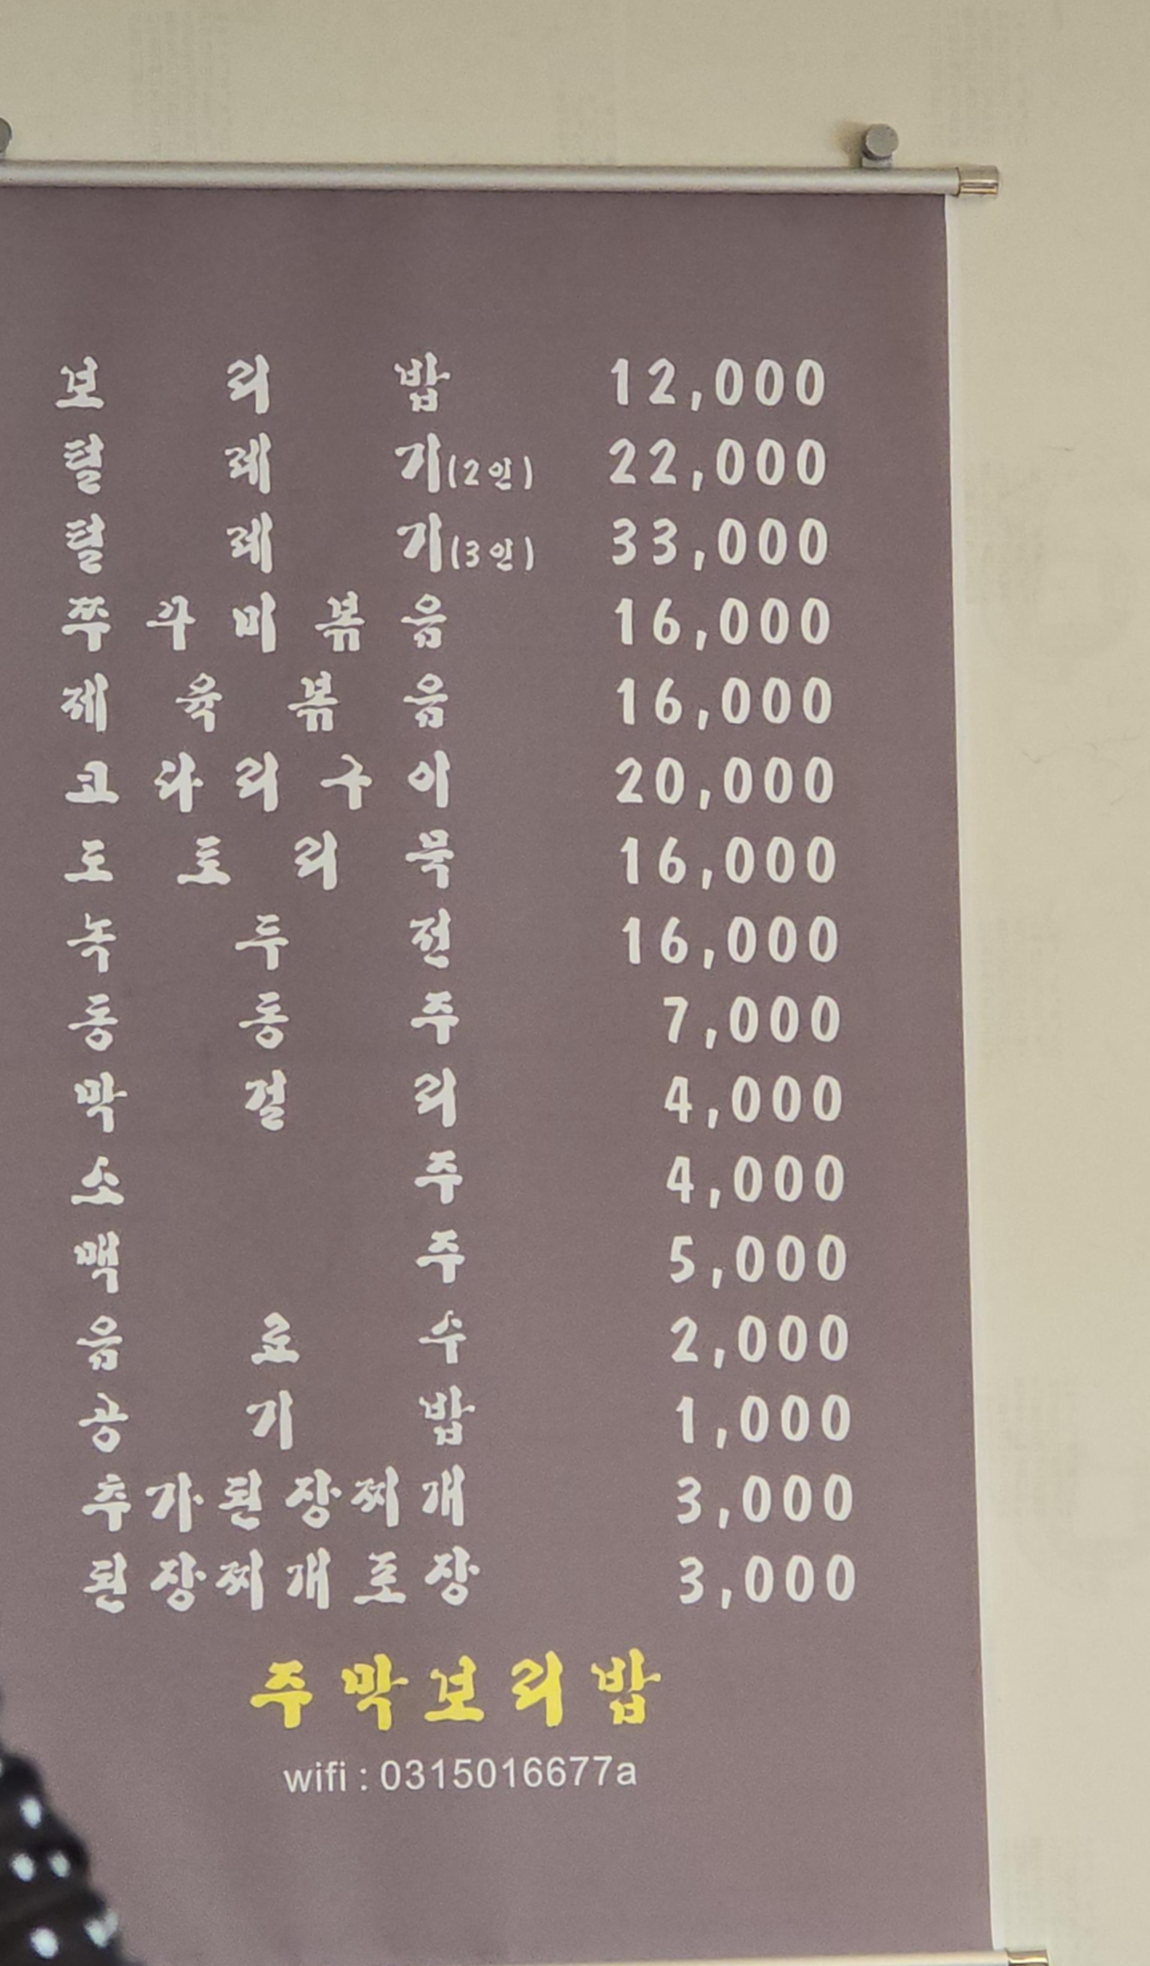 보리밥 12,000
털레기(2인) 22,000
털레기(3인) 33,000
쭈꾸미볶음 16,000
제육볶음 16,000
코다리구이 20,000
도토리묵 16,000
녹두전 16,000
동동주 7,000
막걸리 4,000
소주 4,000
맥주 5,000
음료수 2,000
공기밥 1,000
추가된장찌개 3,000
된장찌개포장 3,000
주막보리밥
wifi : 0315016677a